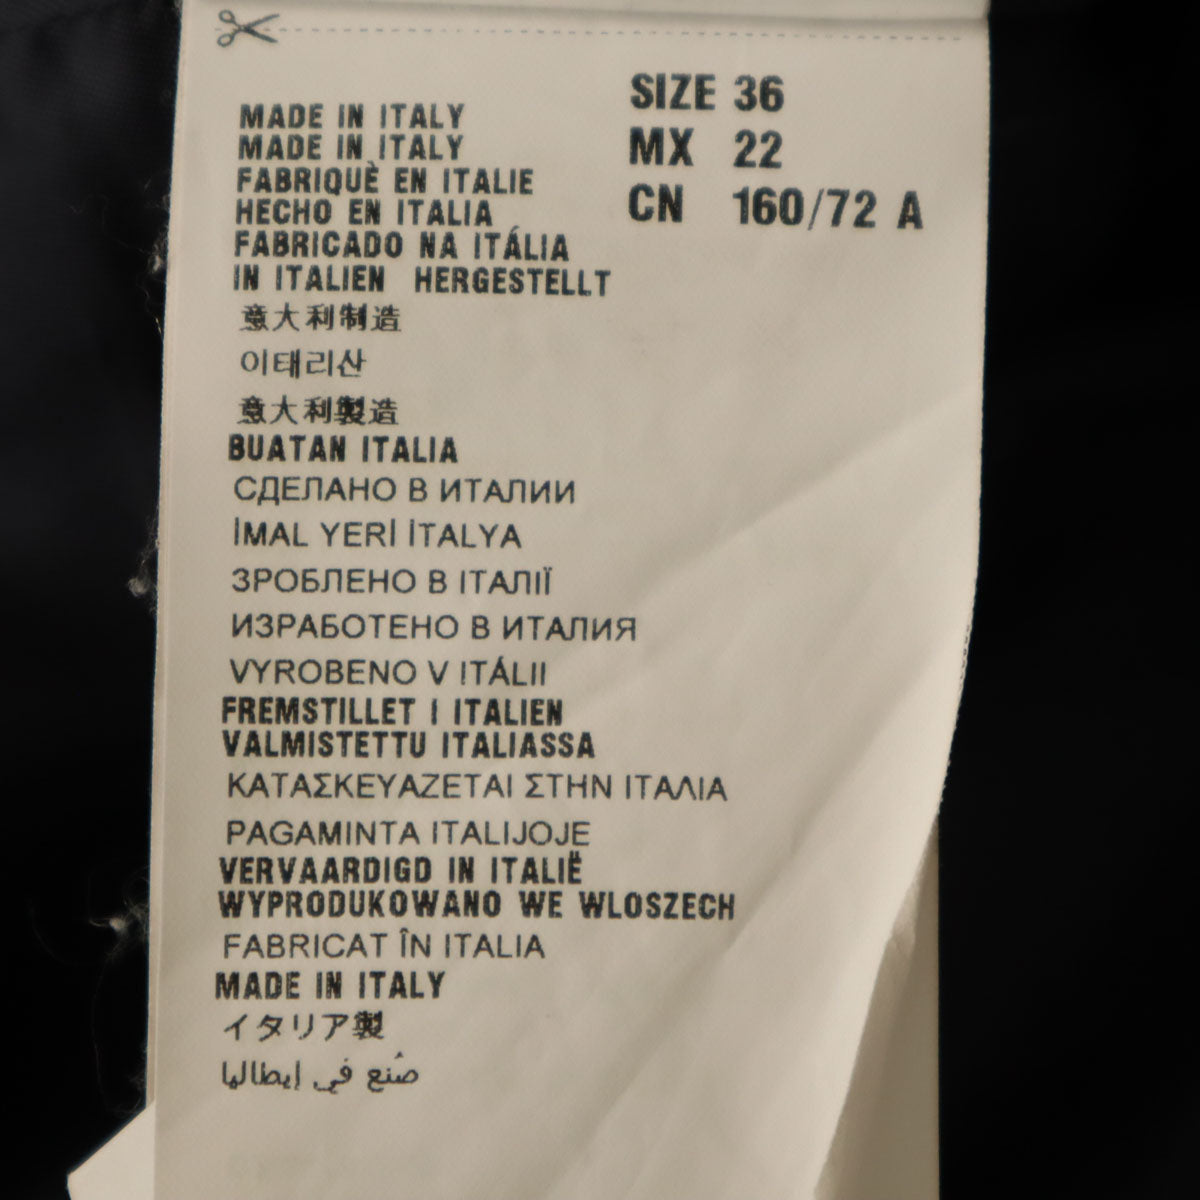 MADE IN ITALY
MADE IN ITALY
FABRIQUÈ EN ITALIE
HECHO EN ITALIA
FABRICADO NA ITÁLIA
IN ITALIEN HERGESTELLT
意大利制造
이태리산
意大利製造
BUATAN ITALIA
СДЕЛАНО В ИТАЛИИ
İMAL YERİ İTALYA
ЗРОБЛЕНО В ІТАЛІЇ
ИЗРАБОТЕНО В ИТАЛИЯ
VYROBENO V ITÁLII
FREMSTILLET I ITALIEN
VALMISTETTU ITALIASSA
ΚΑΤΑΣΚΕΥΑΖΕΤΑΙ ΣΤΗΝ ΙΤΑΛΙΑ
PAGAMINTA ITALIJOJE
VERVAARDIGD IN ITALIË
WYPRODUKOWANO WE WLOSZECH
FABRICAT ÎN ITALIA
MADE IN ITALY
イタリア製
صُنع في إيطاليا
SIZE 36
MX 22
CN 160/72 A